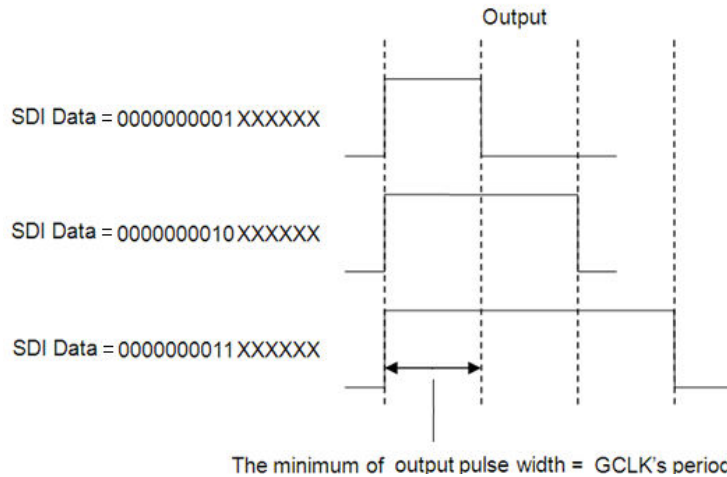 Output
SDI Data = 0000000001XXXXXX
SDI Data = 0000000010XXXXXX
SDI Data = 0000000011XXXXXX
The minimum of output pulse width = GCLK's period